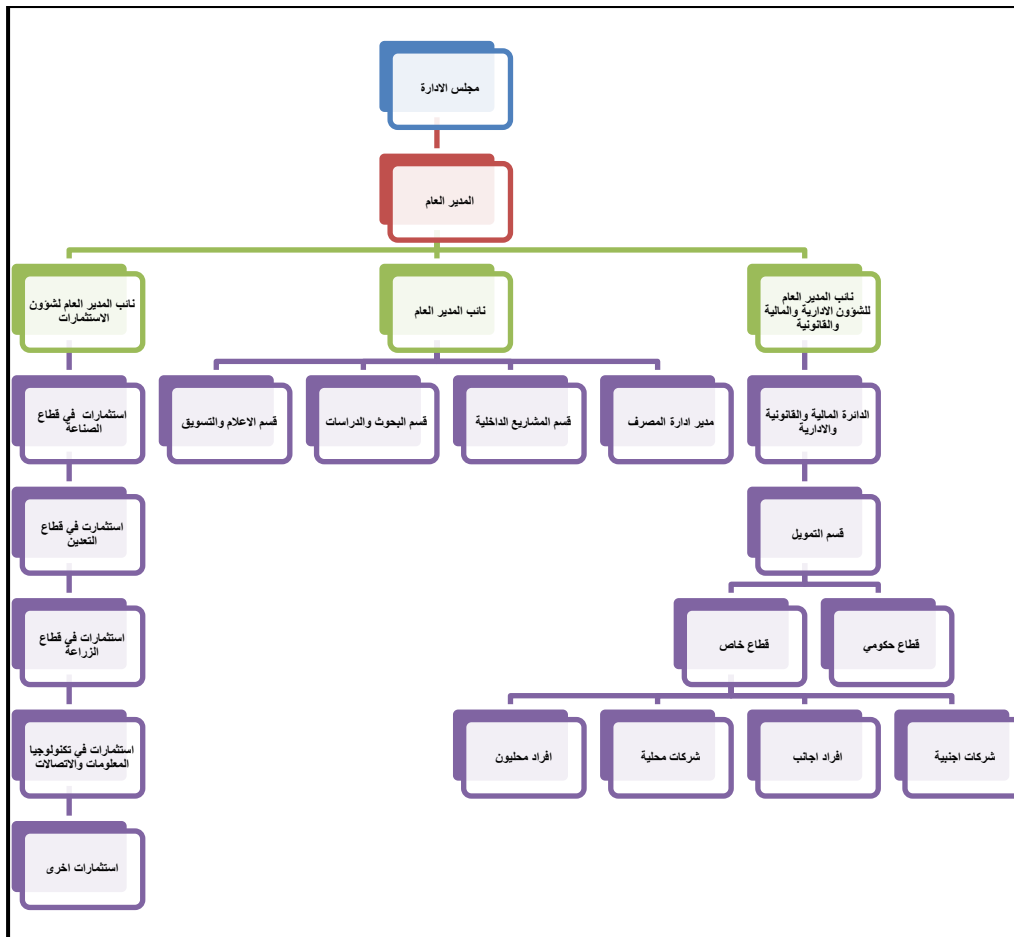 مجلس الادارة
المدير العام
نائب المدير العام
للشؤون الادارية والمالية
والقانونية
نائب المدير العام
نائب المدير العام لشؤون
الاستثمارات
الدائرة المالية والقانونية
والادارية
مدير ادارة المصرف
قسم المشاريع الداخلية
قسم البحوث والدراسات
قسم الاعلام والتسويق
استثمارات في قطاع
الصناعة
قسم التمويل
استثمارت في قطاع
التعدين
قطاع حكومي
قطاع خاص
استثمارات في قطاع
الزراعة
شركات اجنبية
افراد اجانب
شركات محلية
افراد محليون
استثمارات في تكنولوجيا
المعلومات والاتصالات
استثمارات اخرى